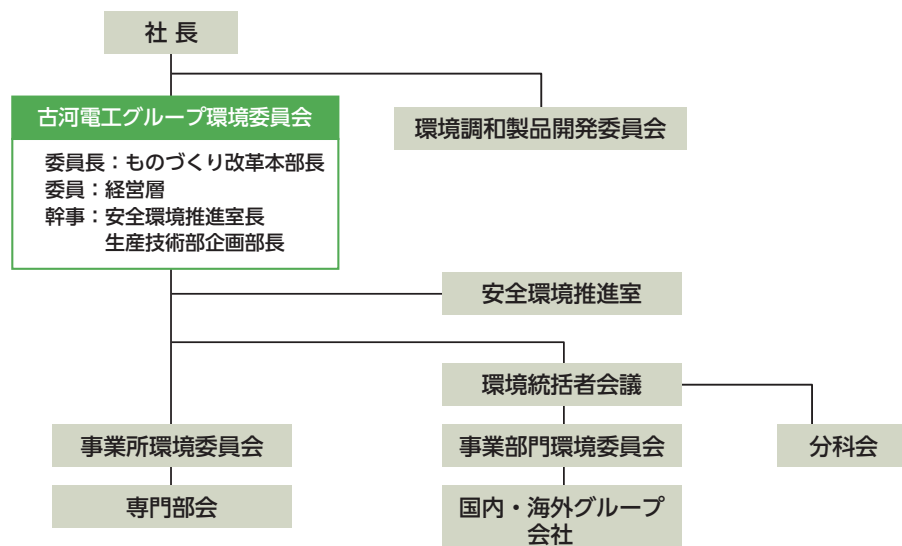 社 長
古河電工グループ環境委員会
委員長：ものづくり改革本部長
委員：経営層
幹事：安全環境推進室長
生産技術部企画部長
環境調和製品開発委員会
安全環境推進室
環境統括者会議
事業所環境委員会
事業部門環境委員会
分科会
専門部会
国内・海外グループ
会社